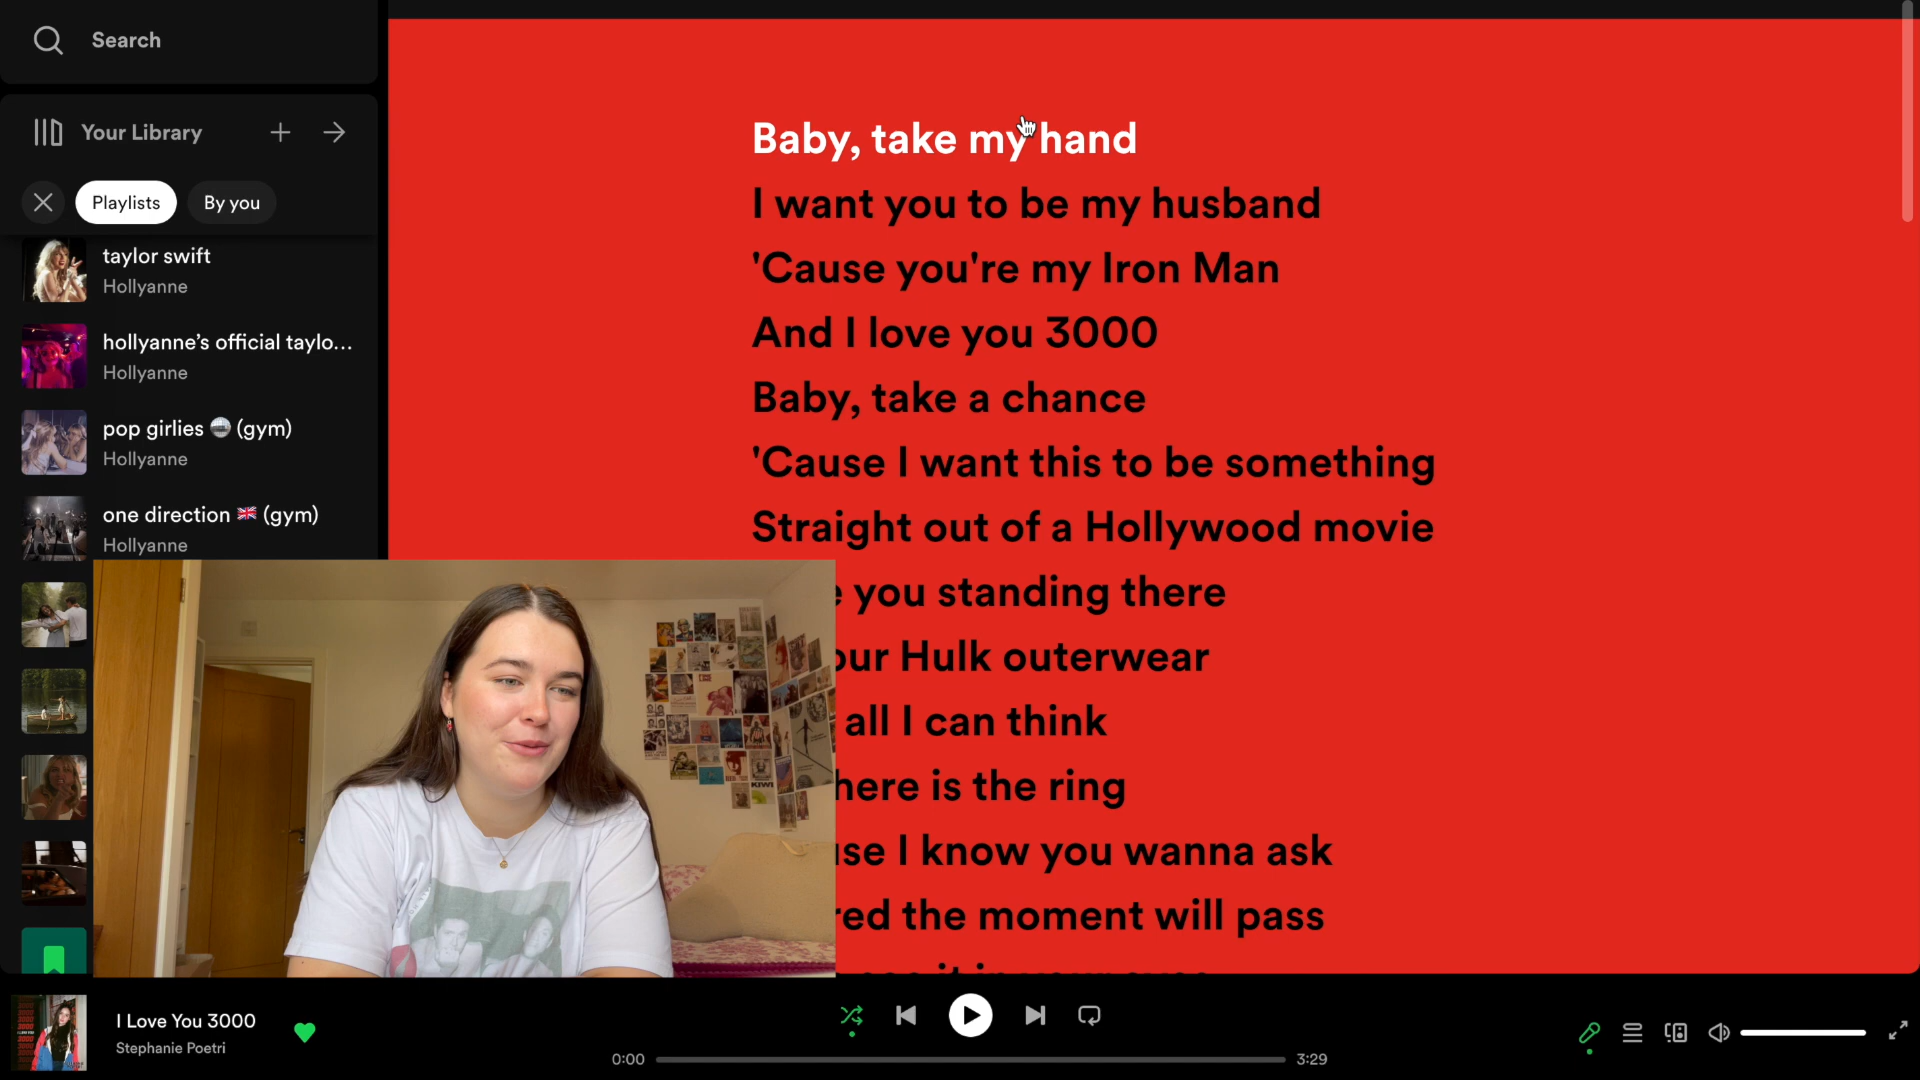 Search
Your Library
Playlists
By you
taylor swift
Hollyanne
hollyanne's official taylo...
Hollyanne
pop girlies (gym)
Hollyanne
one direction 🇬🇧 (gym)
Hollyanne
Baby, take my hand
I want you to be my husband
'Cause you're my Iron Man
And I love you 3000
Baby, take a chance
'Cause I want this to be something
Straight out of a Hollywood movie
you standing there
Hulk outerwear
all I can think
is the ring
I know you wanna ask
the moment will pass
KIWI
I Love You 3000
Stephanie Poetri
0:00
3:29